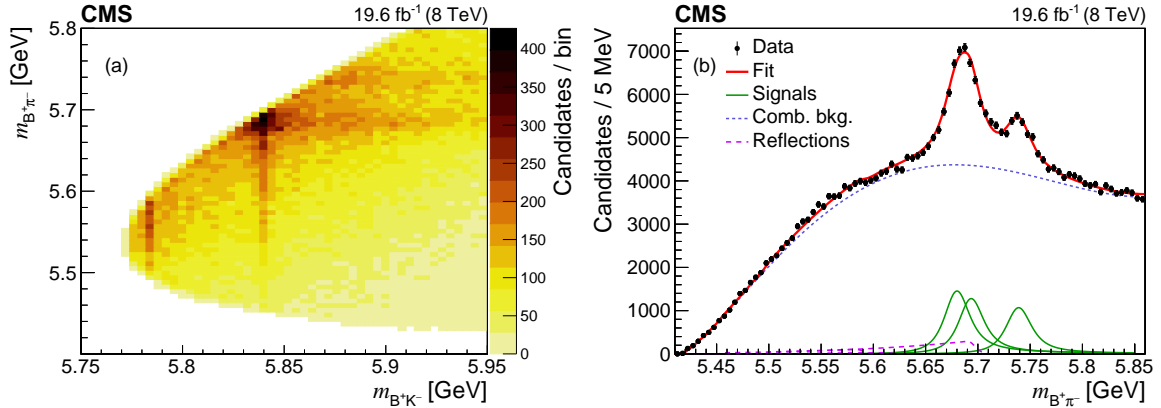 CMS 19.6 fb⁻¹ (8 TeV)
(a)
m_B⁺π⁻ [GeV]
5.8
5.7
5.6
5.5
5.75 5.8 5.85 5.9 5.95
m_B⁺K⁻ [GeV]
400
350
300
250
200
150
100
50
0
Candidates / bin
CMS 19.6 fb⁻¹ (8 TeV)
(b)
Data
Fit
Signals
Comb. bkg.
Reflections
Candidates / 5 MeV
7000
6000
5000
4000
3000
2000
1000
0
5.45 5.5 5.55 5.6 5.65 5.7 5.75 5.8 5.85
m_B⁺π⁻ [GeV]